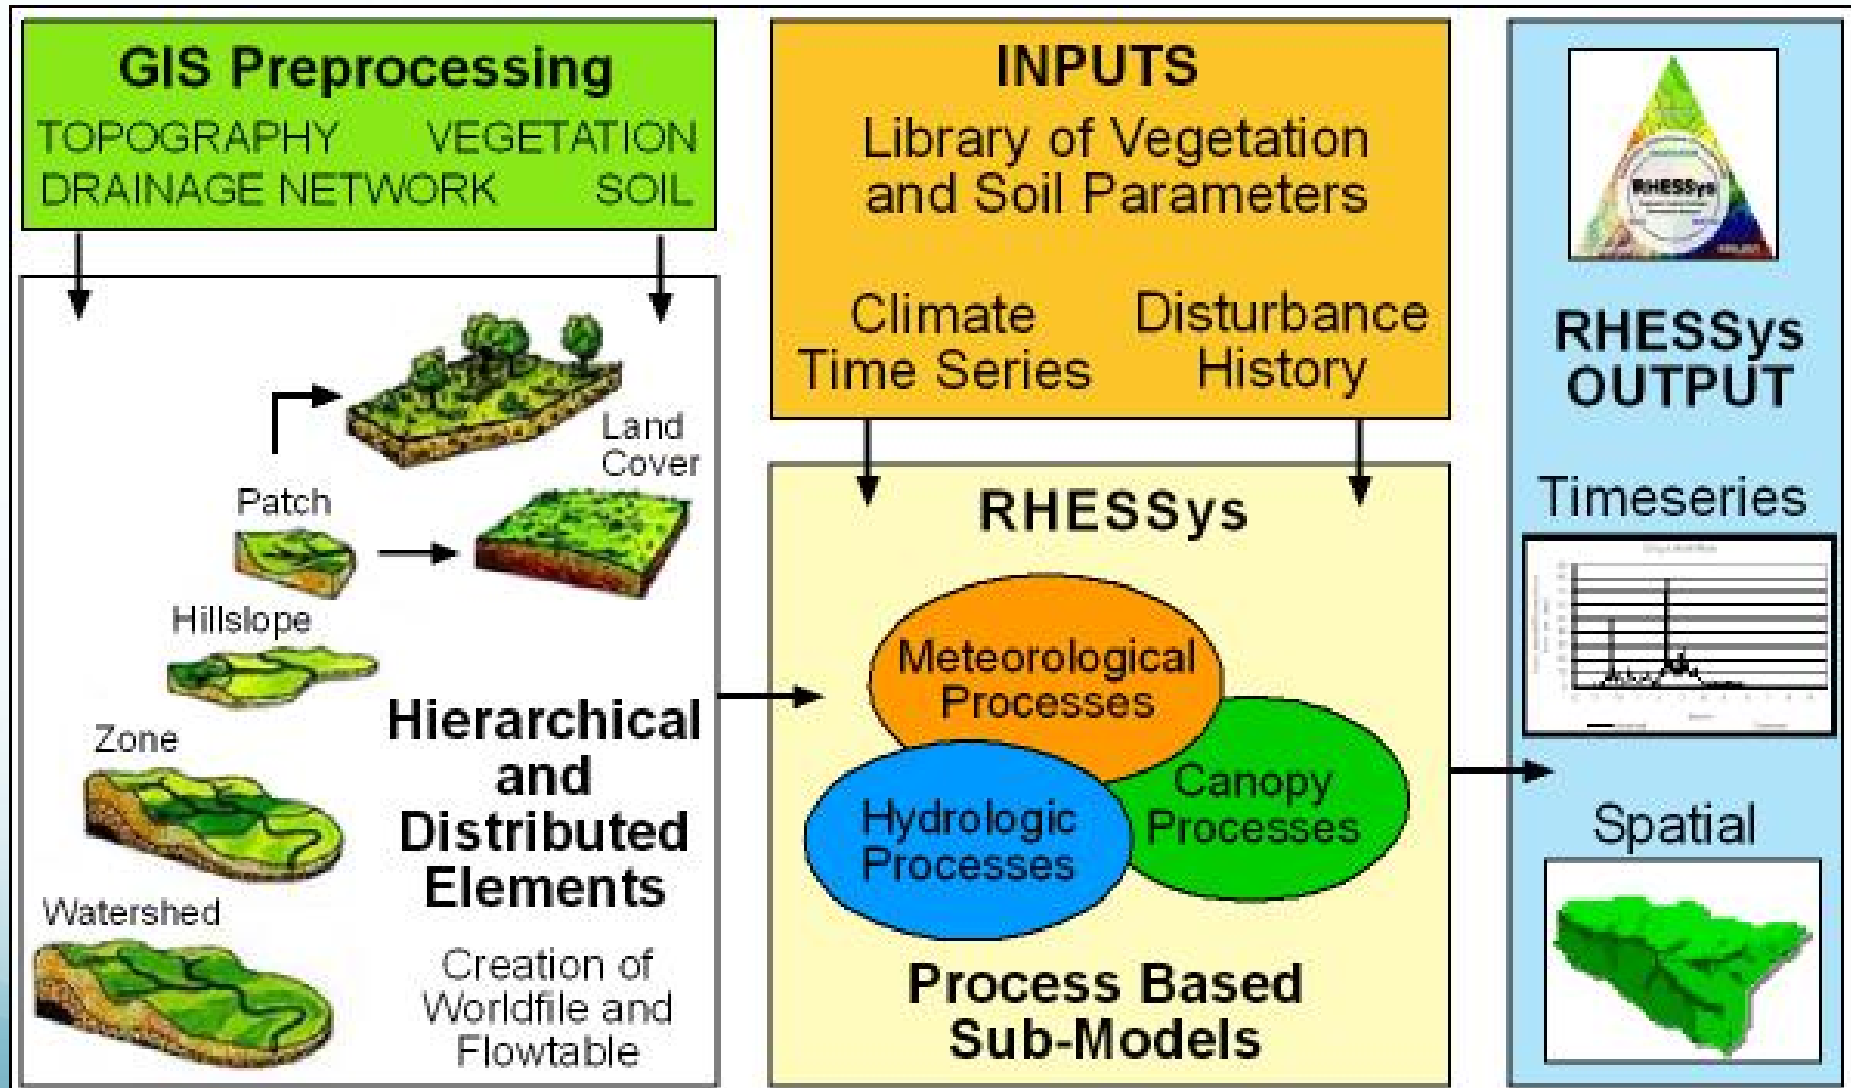 GIS Preprocessing
TOPOGRAPHY VEGETATION
DRAINAGE NETWORK SOIL
Land
Cover
Patch
Hillslope
Zone
Watershed
Hierarchical
and
Distributed
Elements
Creation of
Worldfile and
Flowtable
INPUTS
Library of Vegetation
and Soil Parameters
Climate
Time Series
Disturbance
History
RHESSys
Meteorological
Processes
Canopy
Processes
Hydrologic
Processes
Process Based
Sub-Models
RHESSys
RHESSys
OUTPUT
Timeseries
Spatial